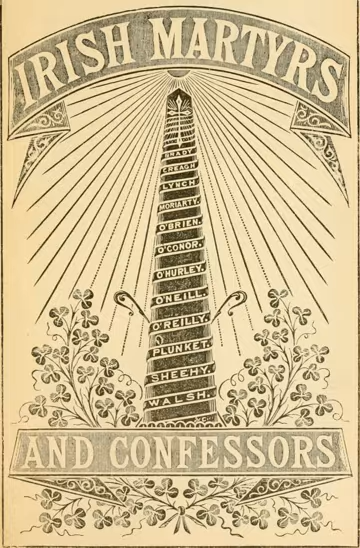 IRISH MARTYRS
BRADY
CREAGH
LYNCH
MORIARTY.
O'BRIEN.
O'CONOR.
O'HURLEY.
O'NEILL.
O'REILLY.
PLUNKET.
SHEEHY.
WALSH.
AND CONFESSORS